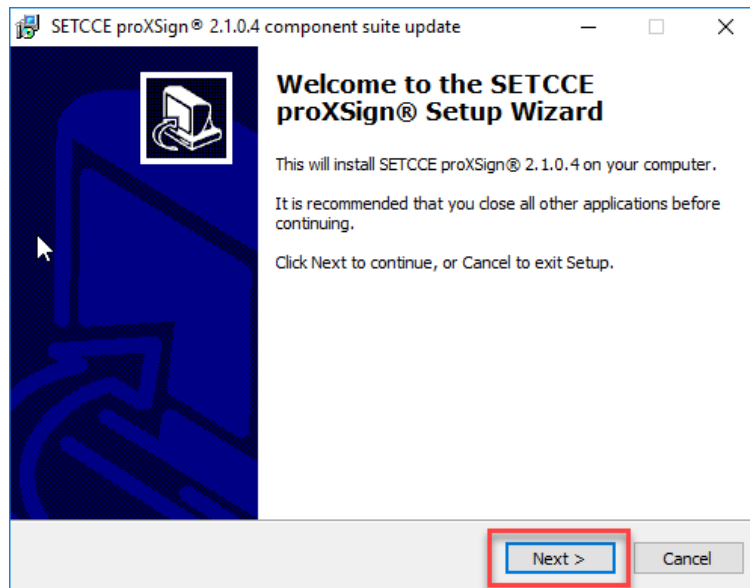 SETCCE proXSign® 2.1.0.4 component suite update
Welcome to the SETCCE
proXSign® Setup Wizard
This will install SETCCE proXSign® 2.1.0.4 on your computer.
It is recommended that you close all other applications before
continuing.
Click Next to continue, or Cancel to exit Setup.
Next >
Cancel